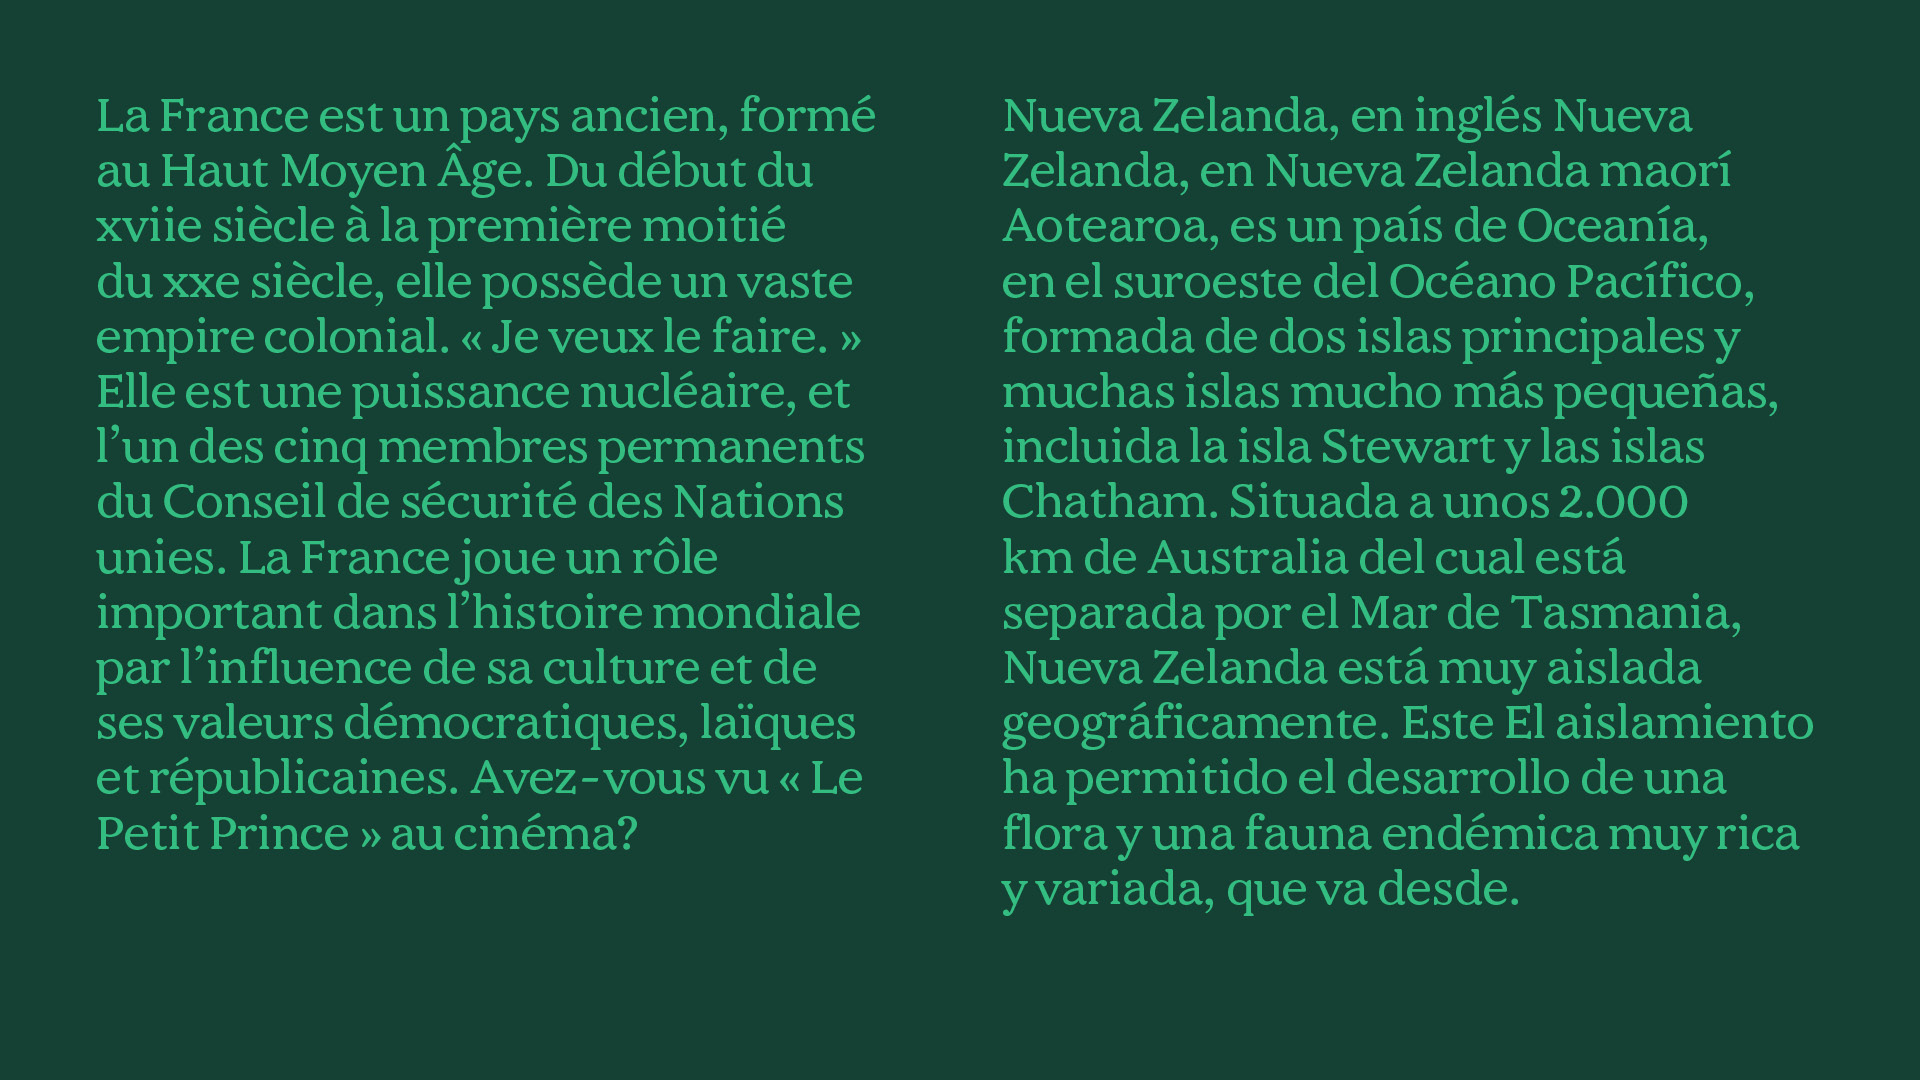 La France est un pays ancien, formé
au Haut Moyen Âge. Du début du
xviie siècle à la première moitié
du xxe siècle, elle possède un vaste
empire colonial. « Je veux le faire. »
Elle est une puissance nucléaire, et
l’un des cinq membres permanents
du Conseil de sécurité des Nations
unies. La France joue un rôle
important dans l’histoire mondiale
par l’influence de sa culture et de
ses valeurs démocratiques, laïques
et républicaines. Avez-vous vu « Le
Petit Prince » au cinéma?
Nueva Zelanda, en inglés Nueva
Zelanda, en Nueva Zelanda maorí
Aotearoa, es un país de Oceanía,
en el suroeste del Océano Pacífico,
formada de dos islas principales y
muchas islas mucho más pequeñas,
incluida la isla Stewart y las islas
Chatham. Situada a unos 2.000
km de Australia del cual está
separada por el Mar de Tasmania,
Nueva Zelanda está muy aislada
geográficamente. Este El aislamiento
ha permitido el desarrollo de una
flora y una fauna endémica muy rica
y variada, que va desde.